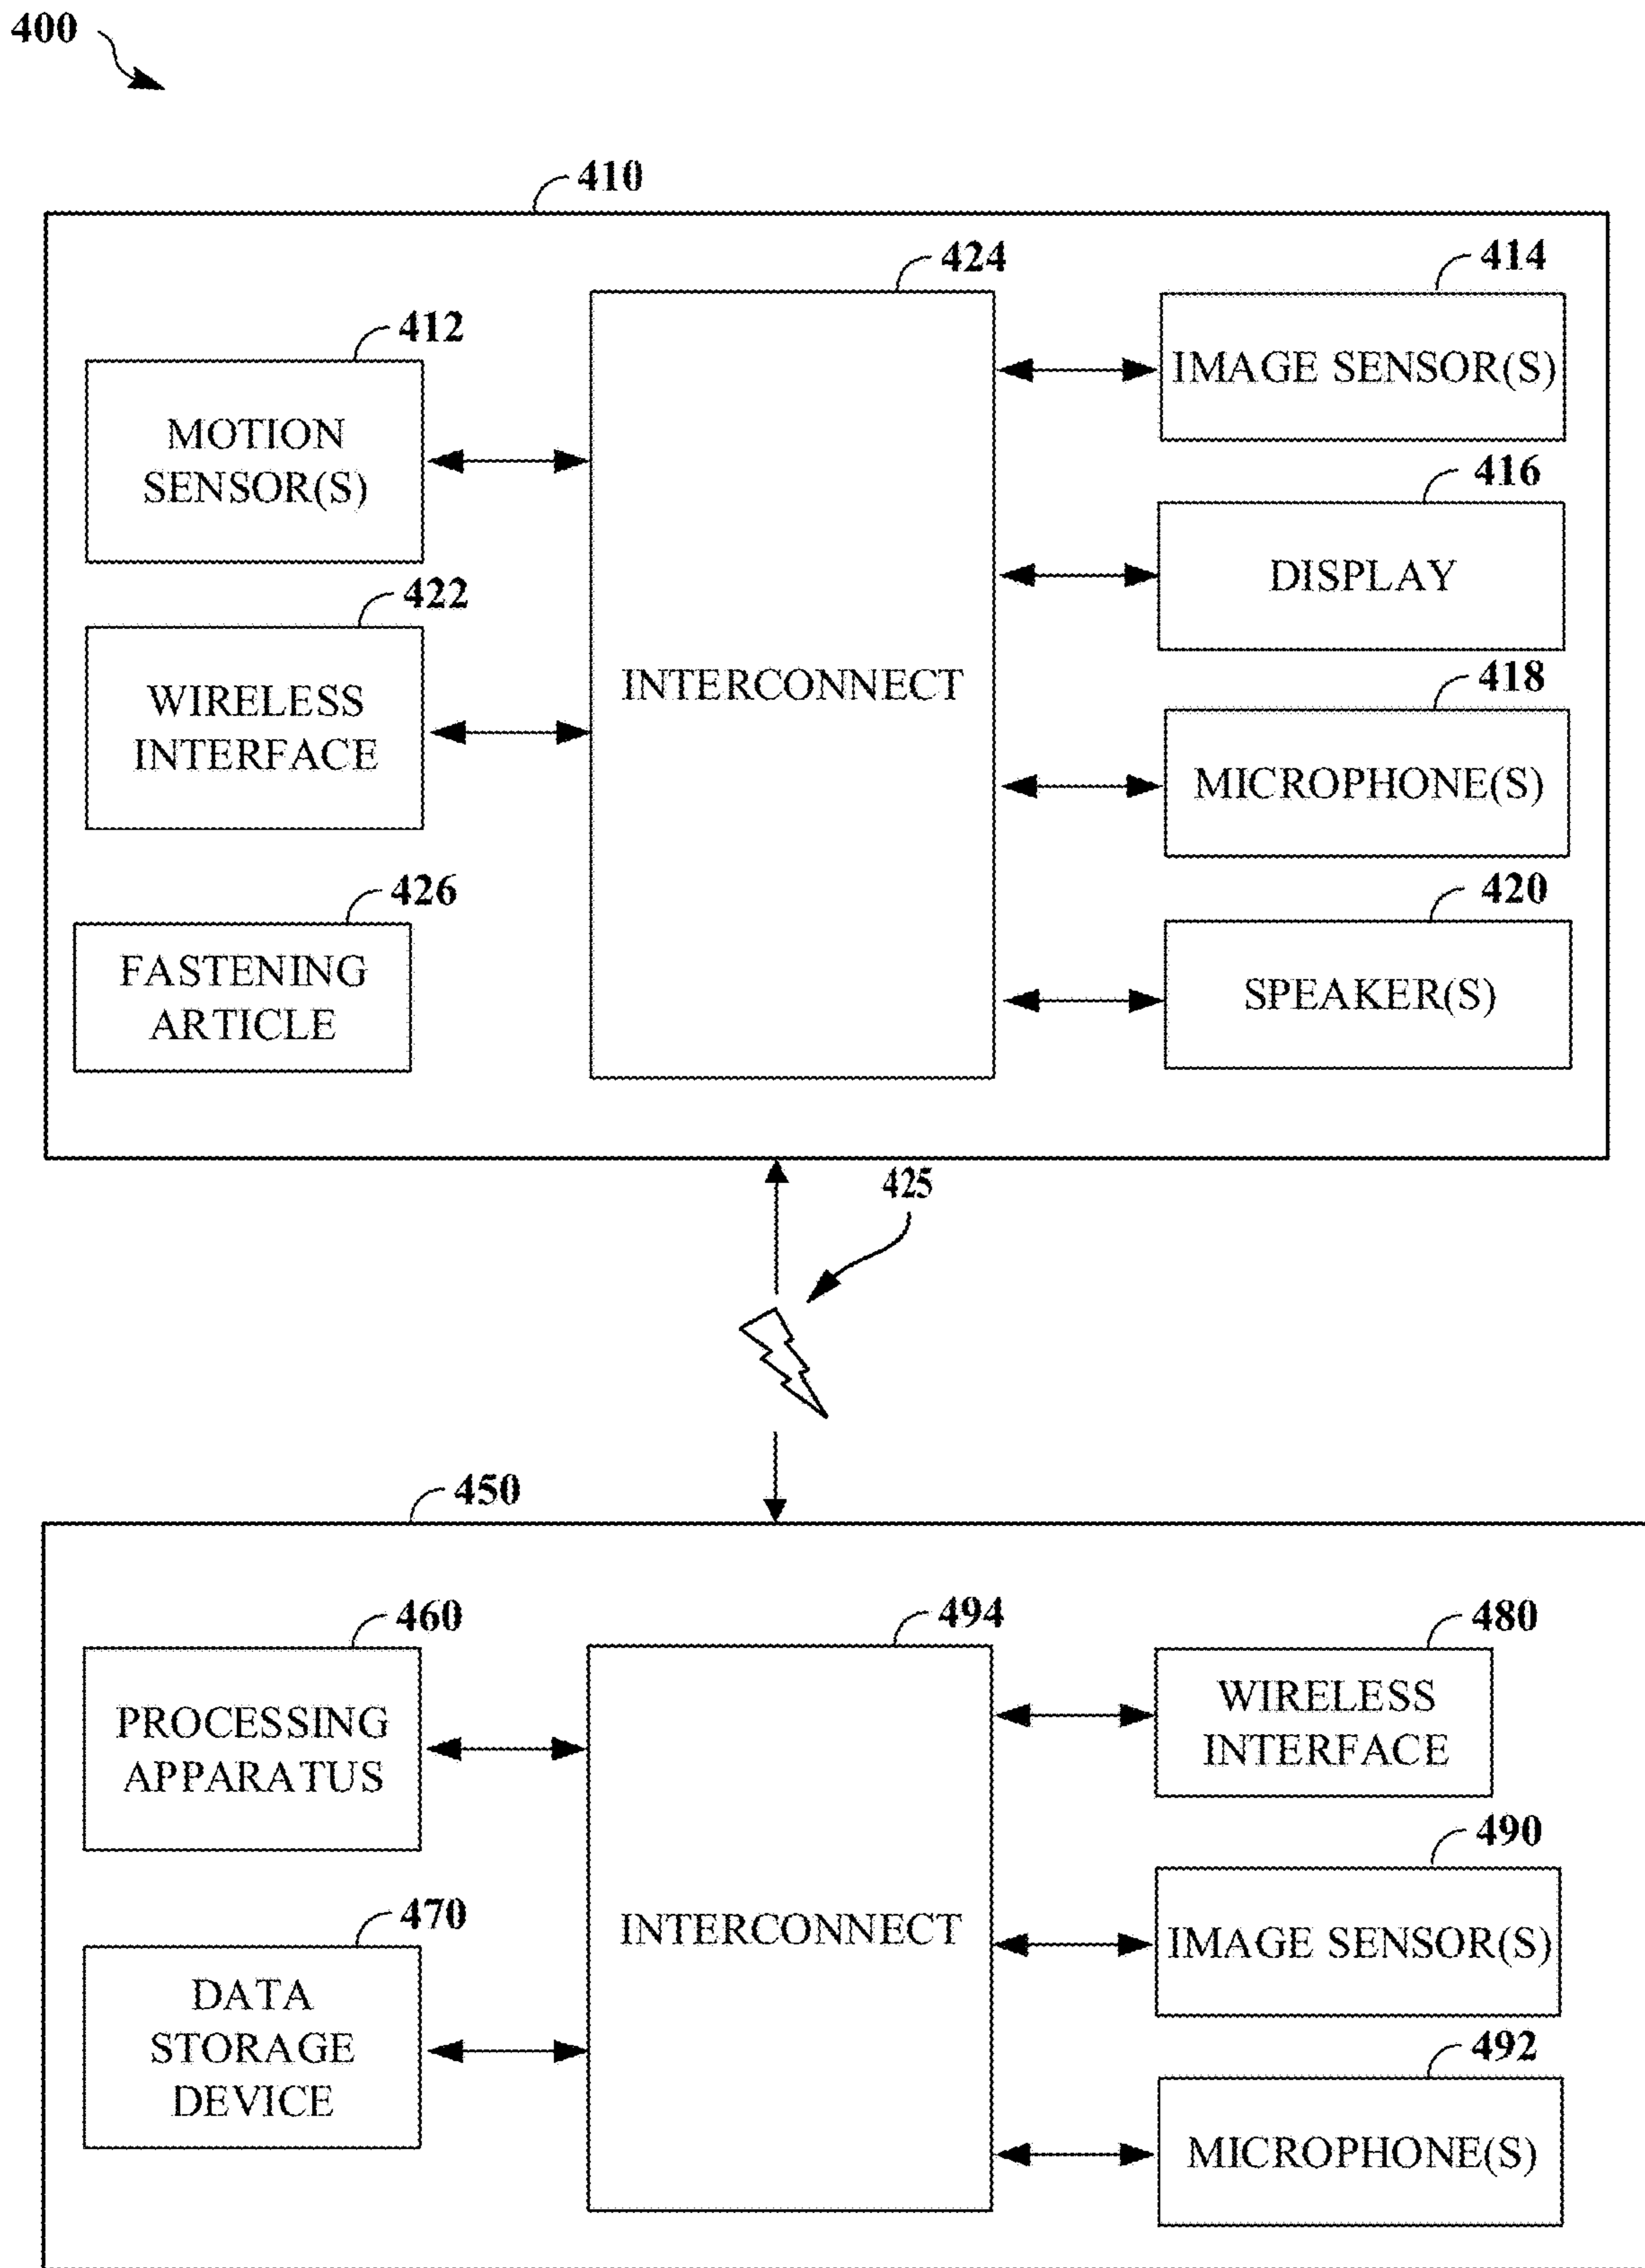 400
410
424
414
412
IMAGE SENSOR(S)
MOTION
SENSOR(S)
416
DISPLAY
422
WIRELESS
INTERFACE
INTERCONNECT
418
MICROPHONE(S)
426
FASTENING
ARTICLE
420
SPEAKER(S)
425
450
460
494
480
PROCESSING
APPARATUS
WIRELESS
INTERFACE
490
470
INTERCONNECT
IMAGE SENSOR(S)
DATA
STORAGE
DEVICE
492
MICROPHONE(S)